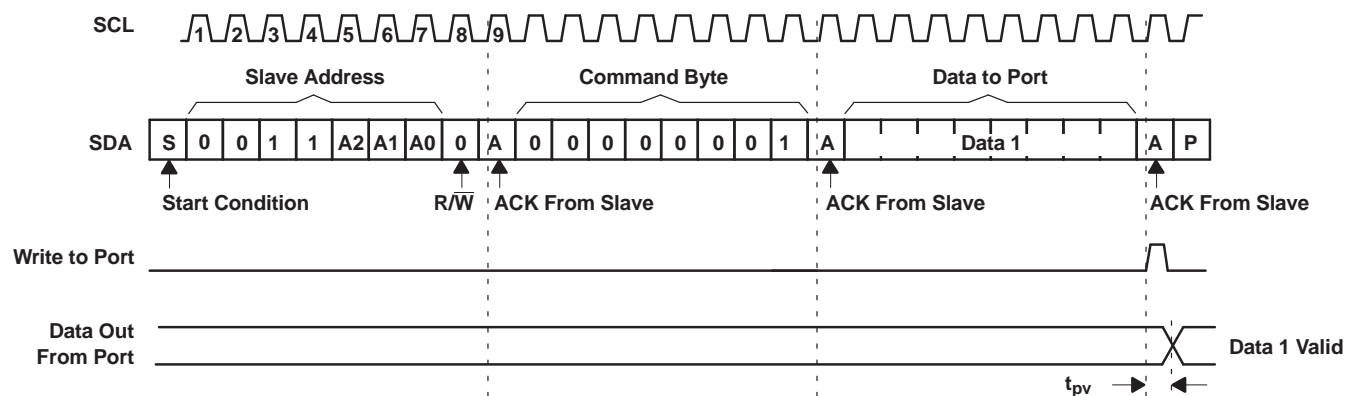 SCL 1 2 3 4 5 6 7 8 9
Slave Address Command Byte Data to Port
SDA S 0 0 1 1 A2 A1 A0 0 A 0 0 0 0 0 0 0 1 A Data 1 A P
Start Condition R/W̅ ACK From Slave ACK From Slave ACK From Slave
Write to Port
Data Out
From Port
Data 1 Valid
tpv